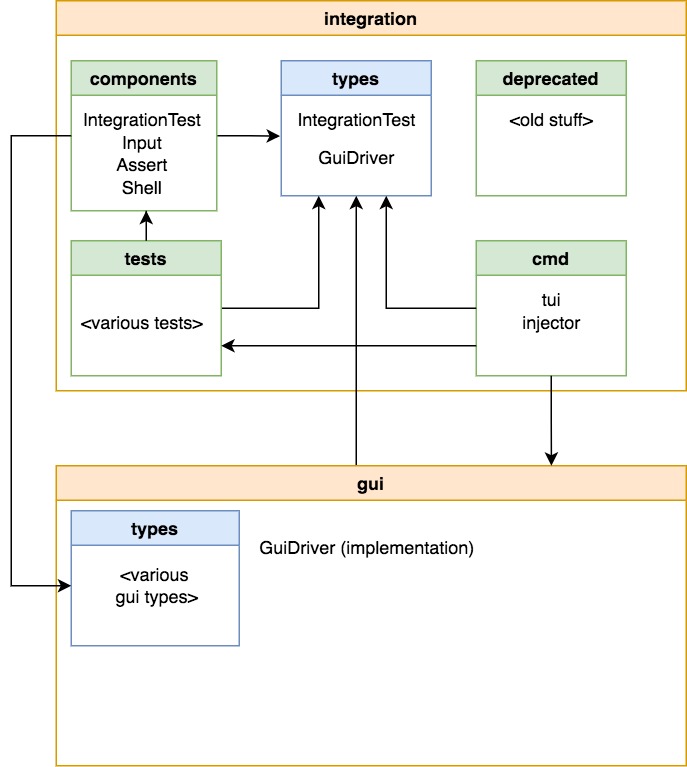 integration
components
IntegrationTest
Input
Assert
Shell
types
IntegrationTest
GuiDriver
deprecated
<old stuff>
tests
<various tests>
cmd
tui
injector
gui
types
<various
gui types>
GuiDriver (implementation)